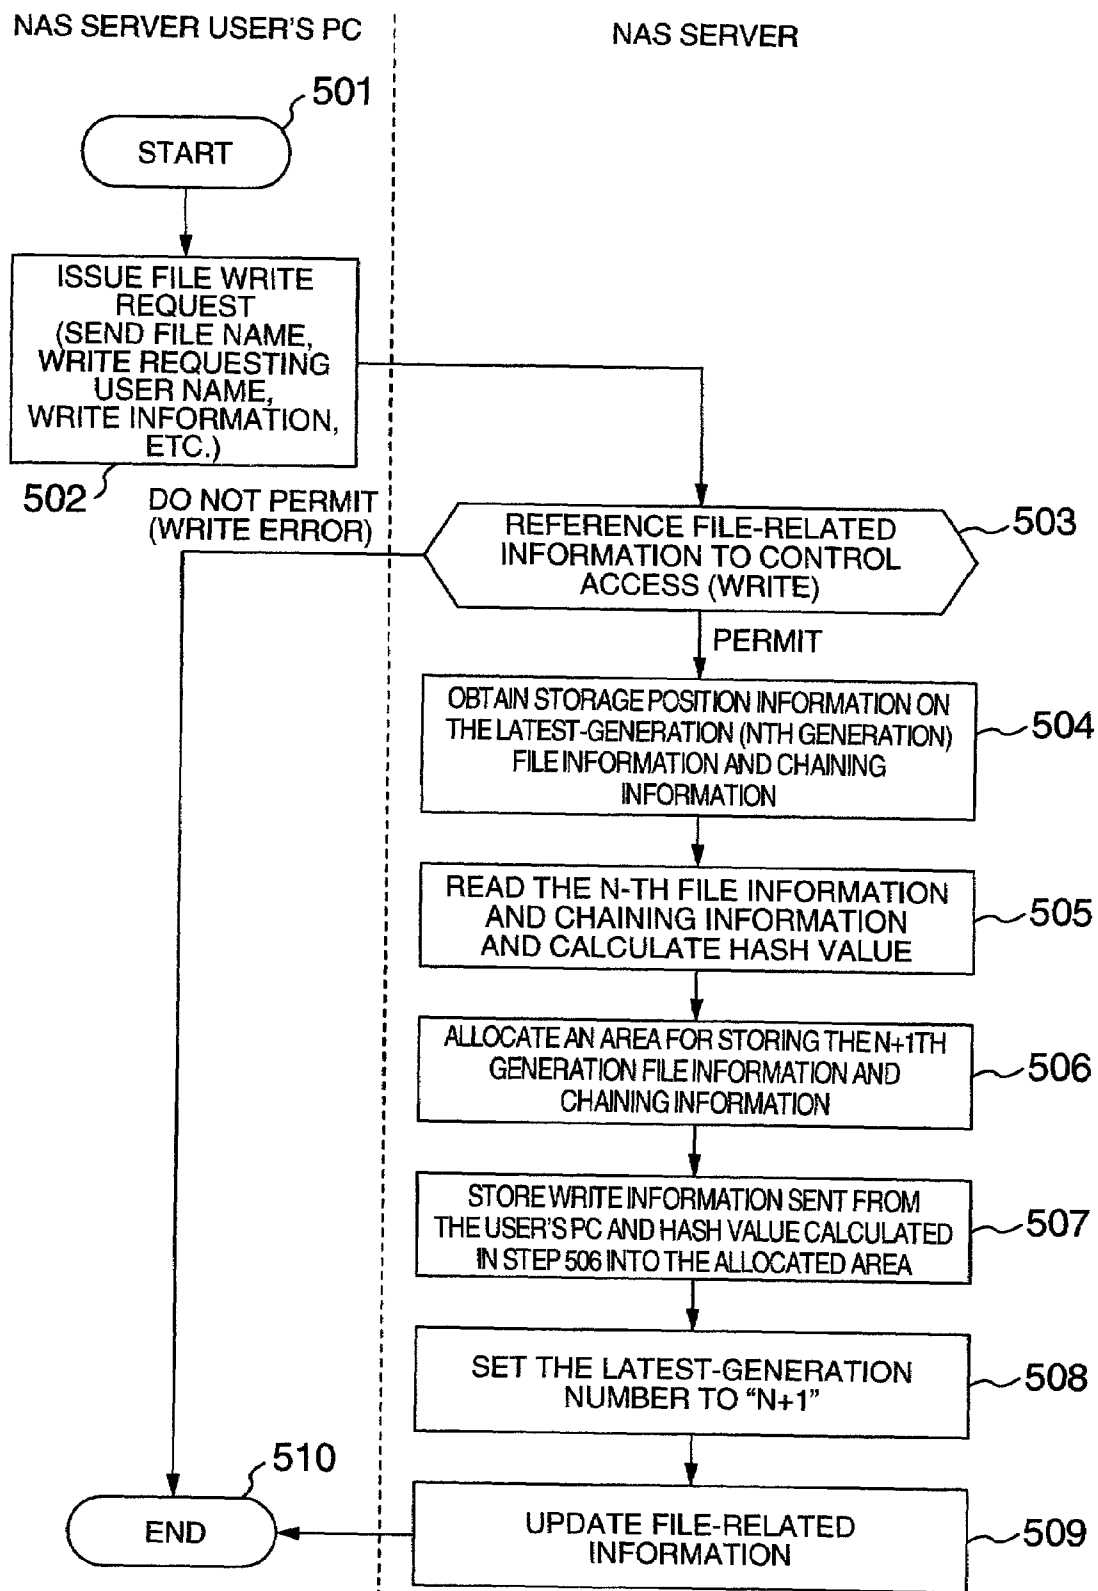 NAS SERVER USER'S PC
NAS SERVER
501
START
ISSUE FILE WRITE
REQUEST
(SEND FILE NAME,
WRITE REQUESTING
USER NAME,
WRITE INFORMATION,
ETC.)
502
DO NOT PERMIT
(WRITE ERROR)
REFERENCE FILE-RELATED
INFORMATION TO CONTROL
ACCESS (WRITE)
503
PERMIT
OBTAIN STORAGE POSITION INFORMATION ON
THE LATEST-GENERATION (NTH GENERATION)
FILE INFORMATION AND CHAINING
INFORMATION
504
READ THE N-TH FILE INFORMATION
AND CHAINING INFORMATION
AND CALCULATE HASH VALUE
505
ALLOCATE AN AREA FOR STORING THE N+1TH
GENERATION FILE INFORMATION AND
CHAINING INFORMATION
506
STORE WRITE INFORMATION SENT FROM
THE USER'S PC AND HASH VALUE CALCULATED
IN STEP 506 INTO THE ALLOCATED AREA
507
SET THE LATEST-GENERATION
NUMBER TO “N+1”
508
510
END
UPDATE FILE-RELATED
INFORMATION
509